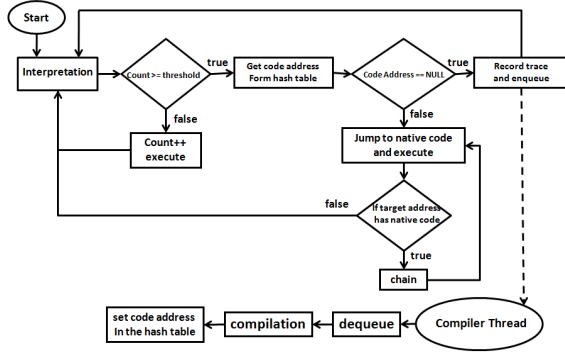 Start
Interpretation
Count>= threshold
true
Get code address
Form hash table
Code Address == NULL
true
Record trace
and enqueue
false
Count++
execute
false
Jump to native code
and execute
false
If target address
has native code
true
chain
set code address
In the hash table
compilation
dequeue
Compiler Thread